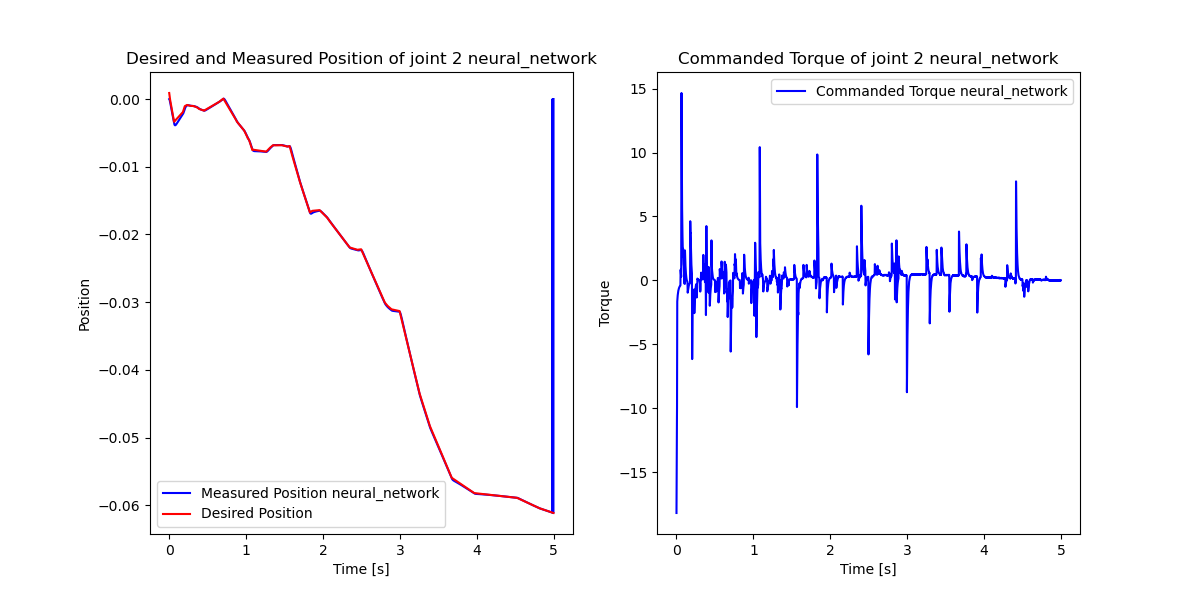 Desired and Measured Position of joint 2 neural_network
Position
0.00
−0.01
−0.02
−0.03
−0.04
−0.05
−0.06
Measured Position neural_network
Desired Position
0 1 2 3 4 5
Time [s]
Commanded Torque of joint 2 neural_network
Torque
15
10
5
0
−5
−10
−15
Commanded Torque neural_network
0 1 2 3 4 5
Time [s]